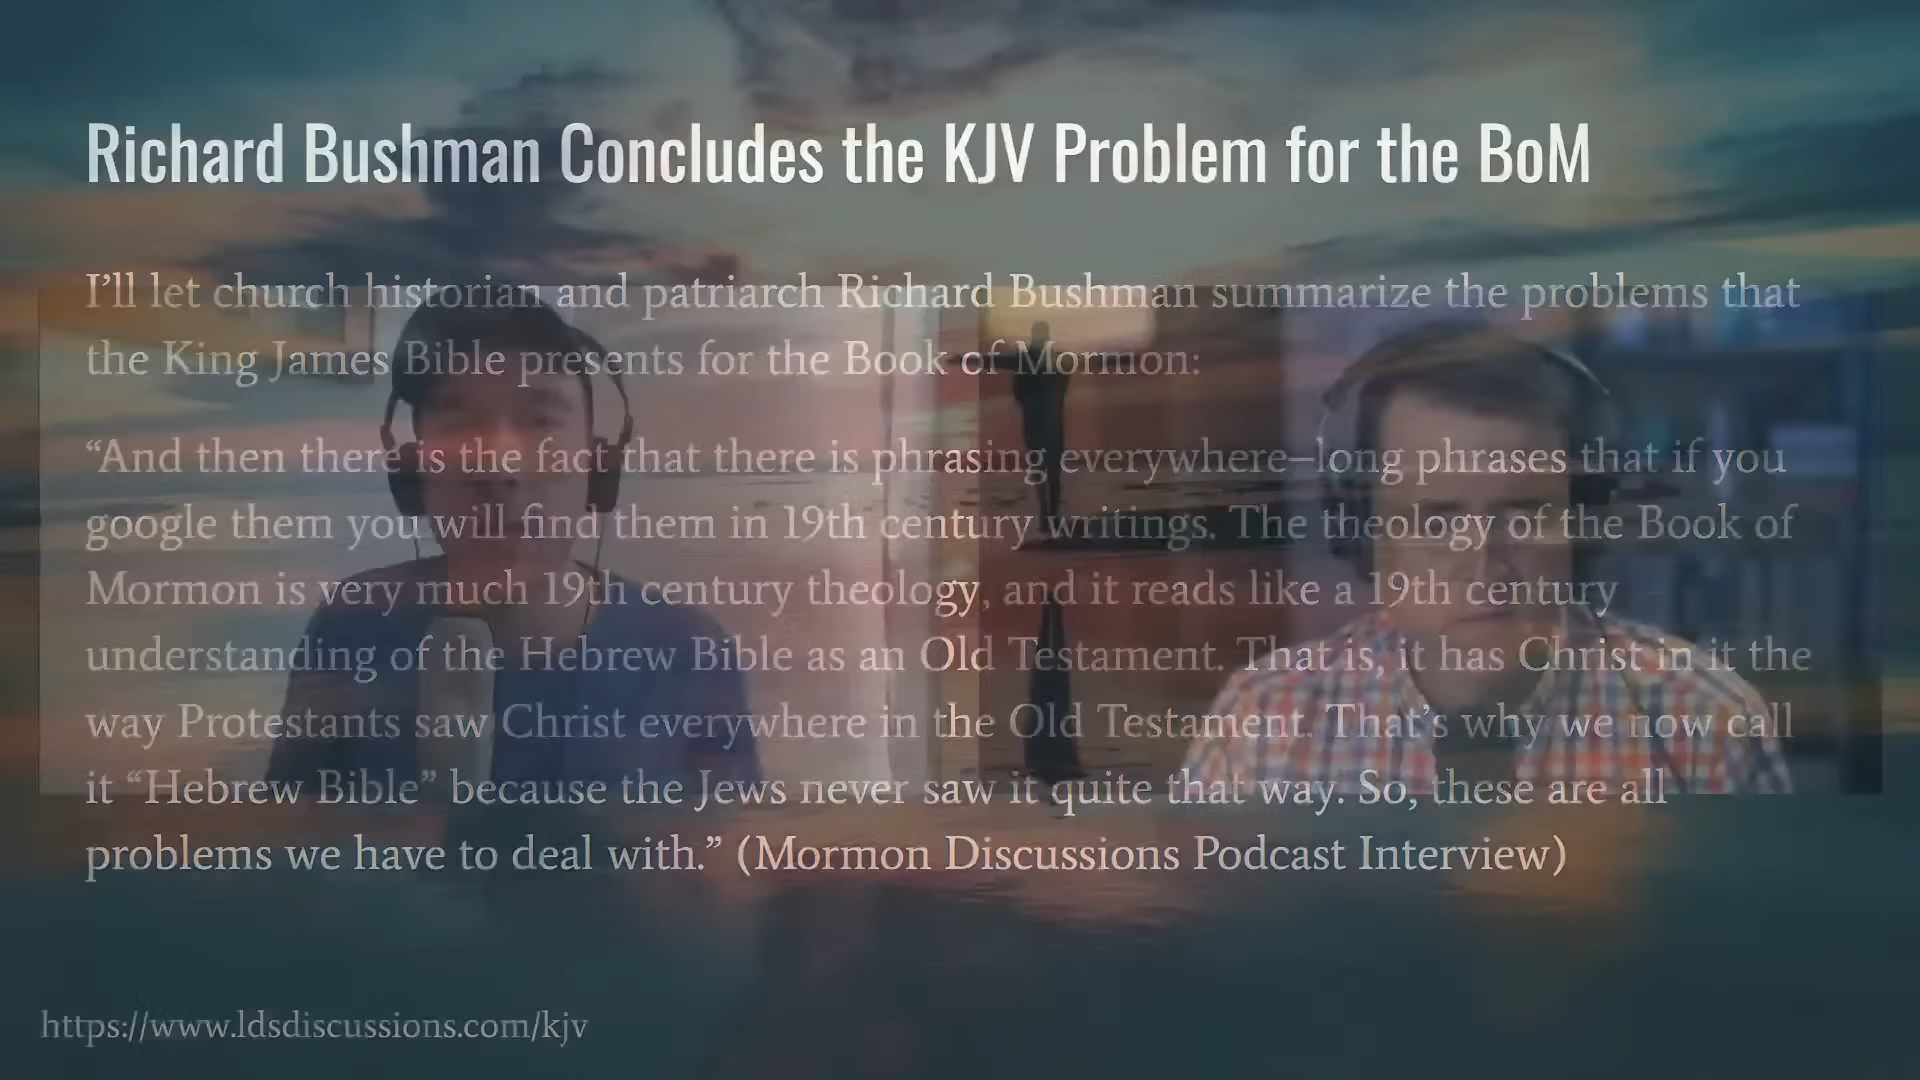 Richard Bushman Concludes the KJV Problem for the BoM
I’ll let church historian and patriarch Richard Bushman summarize the problems that
the King James Bible presents for the Book of Mormon:
“And then there is the fact that there is phrasing everywhere–long phrases that if you
google them you will find them in 19th century writings. The theology of the Book of
Mormon is very much 19th century theology, and it reads like a 19th century
understanding of the Hebrew Bible as an Old Testament. That is, it has Christ in it the
way Protestants saw Christ everywhere in the Old Testament. That’s why we now call
it “Hebrew Bible” because the Jews never saw it quite that way. So, these are all
problems we have to deal with.” (Mormon Discussions Podcast Interview)
https://www.ldsdiscussions.com/kjv